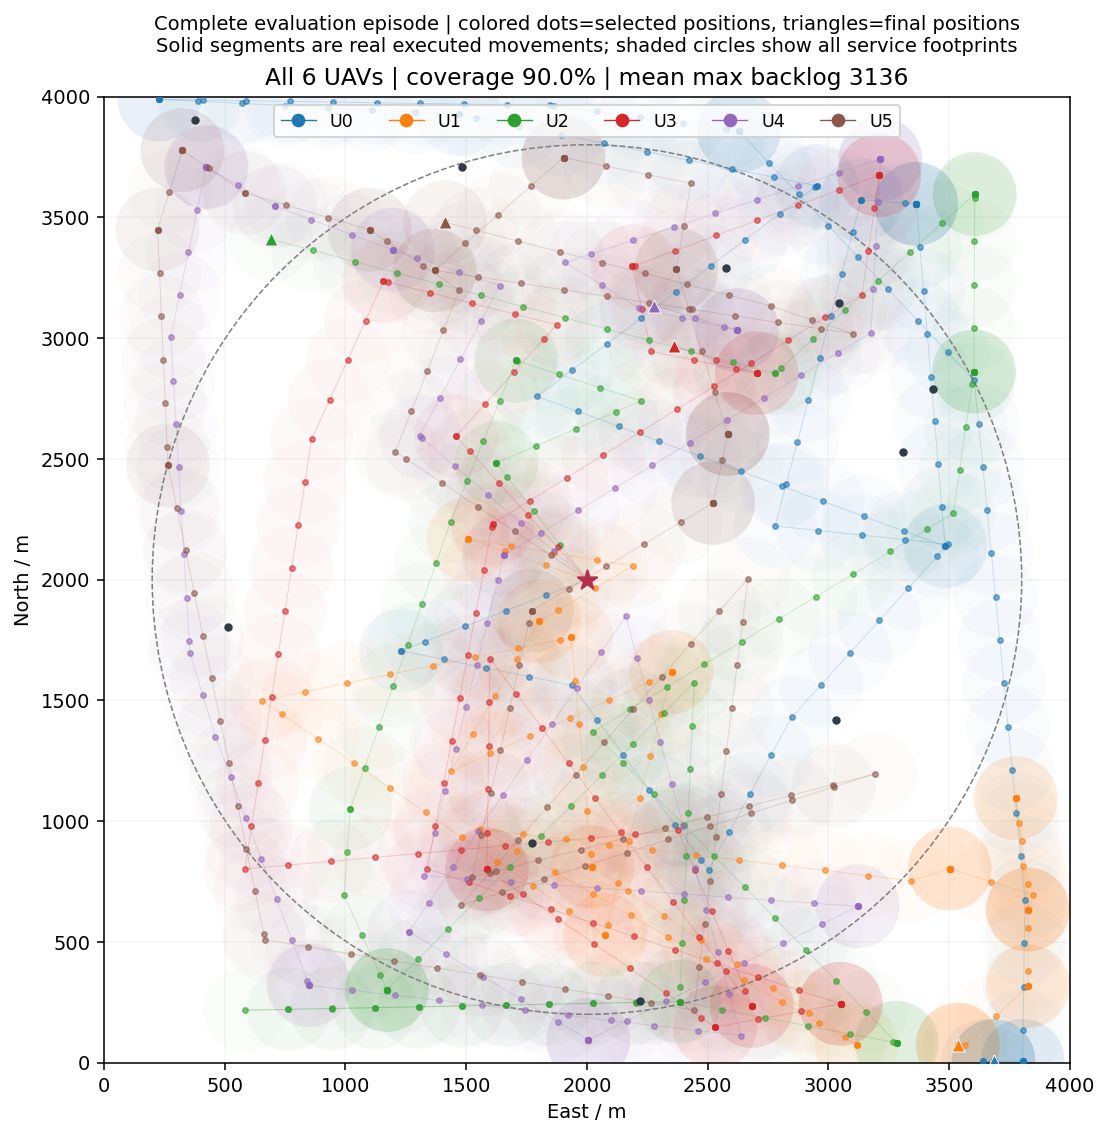 Complete evaluation episode | colored dots=selected positions, triangles=final positions
Solid segments are real executed movements; shaded circles show all service footprints
All 6 UAVs | coverage 90.0% | mean max backlog 3136
U0 U1 U2 U3 U4 U5
4000
3500
3000
2500
2000
1500
1000
500
0
North / m
0 500 1000 1500 2000 2500 3000 3500 4000
East / m